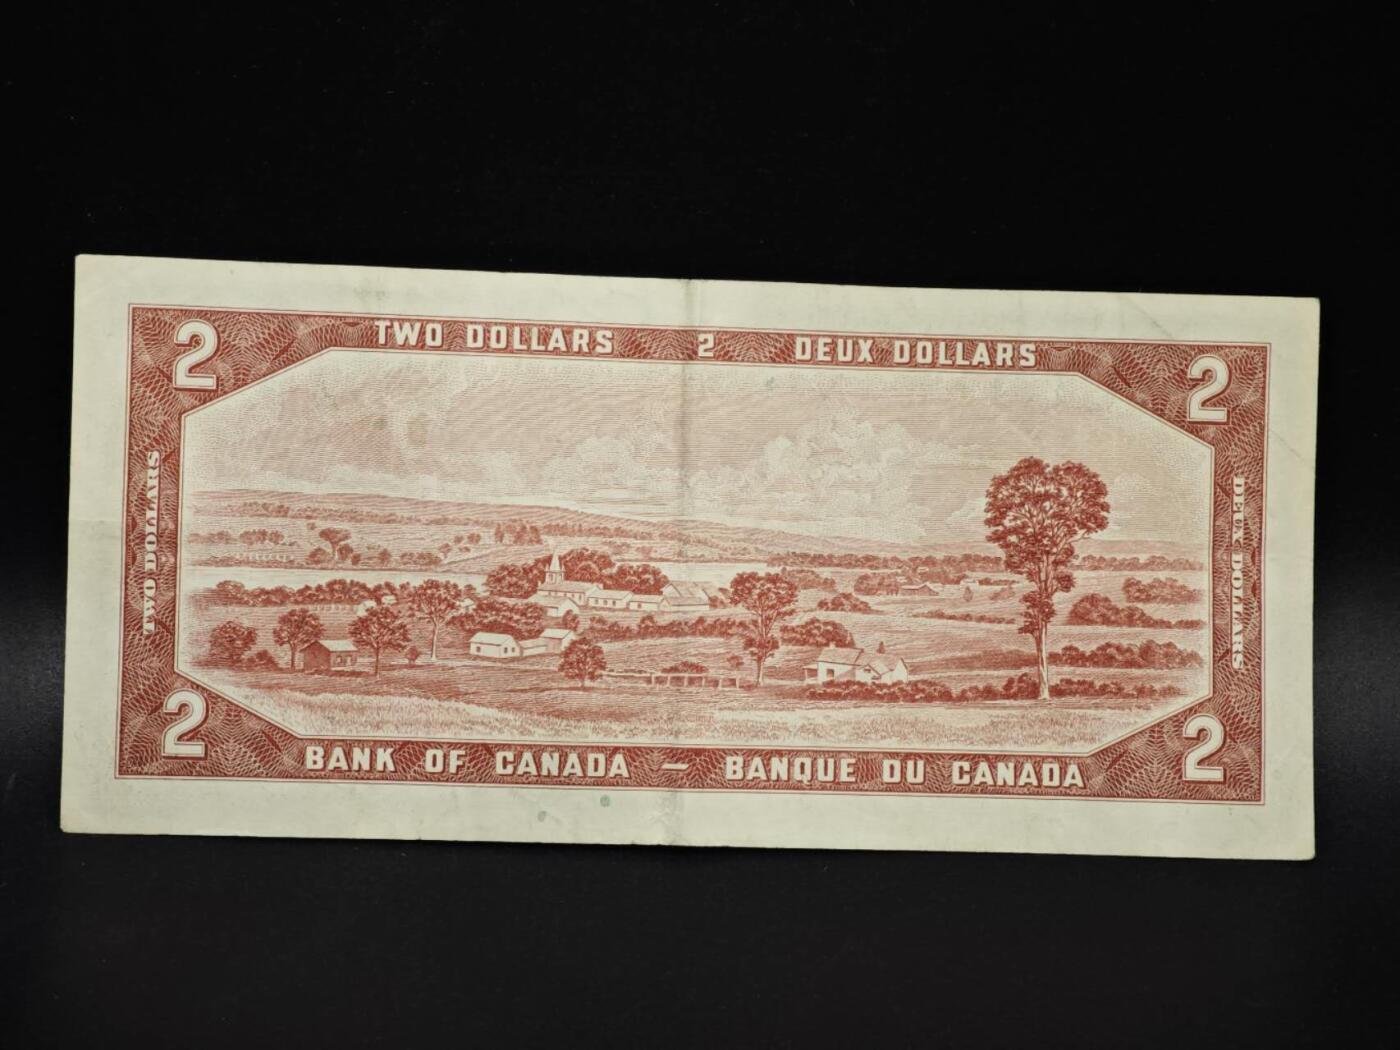 2 TWO DOLLARS 2 DEUX DOLLARS 2
TWO DOLLARS
DEUX DOLLARS
2 BANK OF CANADA — BANQUE DU CANADA 2